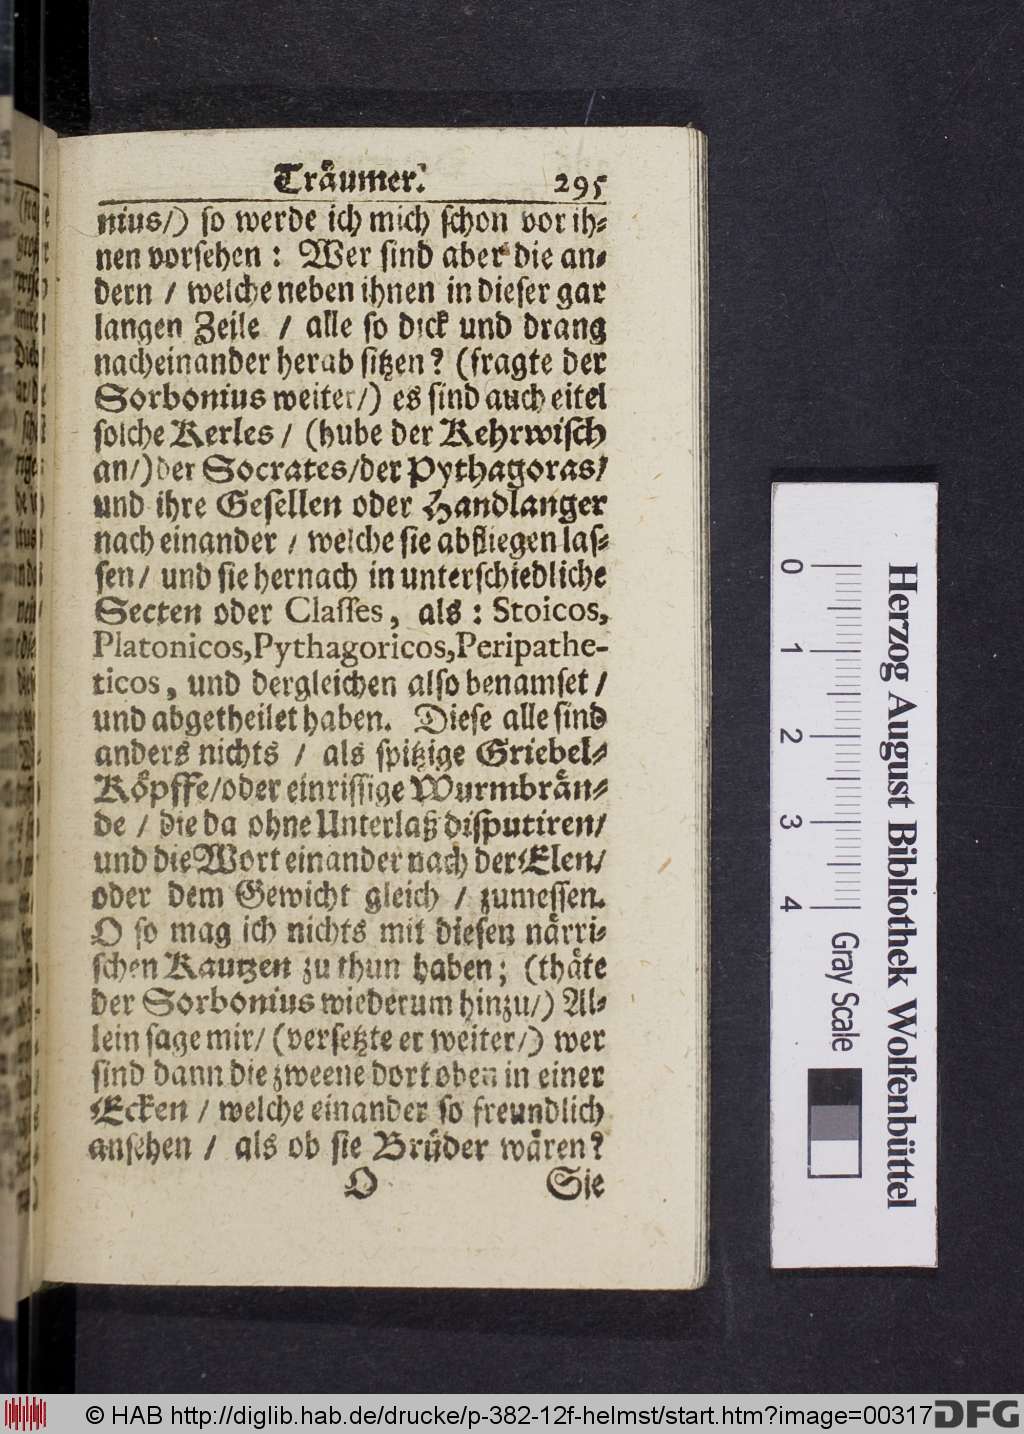 Träumer. 295
nius/) so werde ich mich schon vor ih-
nen vorsehen : Wer sind aber die an-
dern / welche neben ihnen in dieser gar
langen Zeile / alle so dick und drang
nacheinander herab sitzen? (fragte der
Sorbonius weiter/) es sind auch eitel
solche Kerles / (hube der Kehrwisch
an/) der Socrates/der Pythagoras/
und ihre Gesellen oder Handlanger
nach einander / welche sie abfliegen las-
sen / und sie hernach in unterschiedliche
Secten oder Classes, als : Stoicos,
Platonicos,Pythagoricos,Peripathe-
ticos, und dergleichen also benamset /
und abgetheilet haben. Diese alle sind
anders nichts / als spitzige Griebel-
Köpffe/oder einrissige Wurmbrän-
de / die da ohne Unterlaß disputiren/
und die Wort einander nach der Elen/
oder dem Gewicht gleich / zumessen.
O so mag ich nichts mit diesen närri-
schen Kautzen zu thun haben; (thäte
der Sorbonius wiederum hinzu/) Al-
lein sage mir/ (versetzte er weiter/) wer
sind dann die zweene dort oben in einer
Ecken / welche einander so freundlich
ansehen / als ob sie Brüder wären?
O Sie
0 1 2 3 4
Gray Scale
Herzog August Bibliothek Wolfenbüttel
© HAB http://diglib.hab.de/drucke/p-382-12f-helmst/start.htm?image=00317
DFG